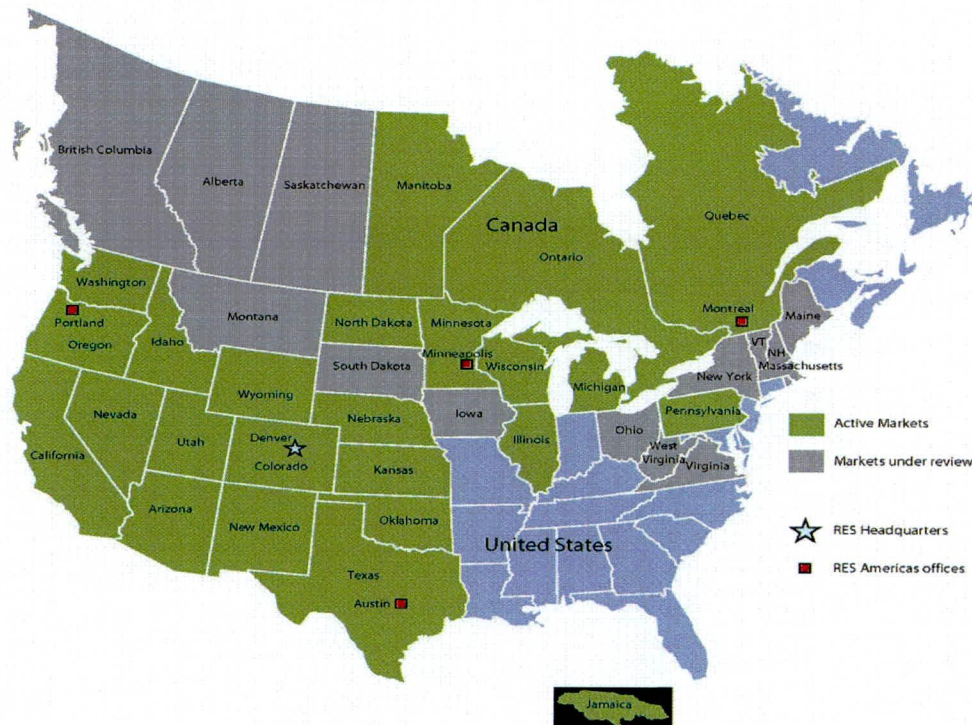 British Columbia
Alberta
Saskatchewan
Manitoba
Canada
Ontario
Quebec
Washington
Portland
Oregon
Idaho
Montana
North Dakota
Minnesota
Minneapolis
Wisconsin
Michigan
Montreal
Maine
VT
NH
Massachusetts
New York
South Dakota
Wyoming
Nebraska
Iowa
Illinois
Ohio
Pennsylvania
West
Virginia
Virginia
Nevada
Utah
Denver
Colorado
Kansas
California
Arizona
New Mexico
Oklahoma
United States
Texas
Austin
Jamaica
Active Markets
Markets under review
RES Headquarters
RES Americas offices